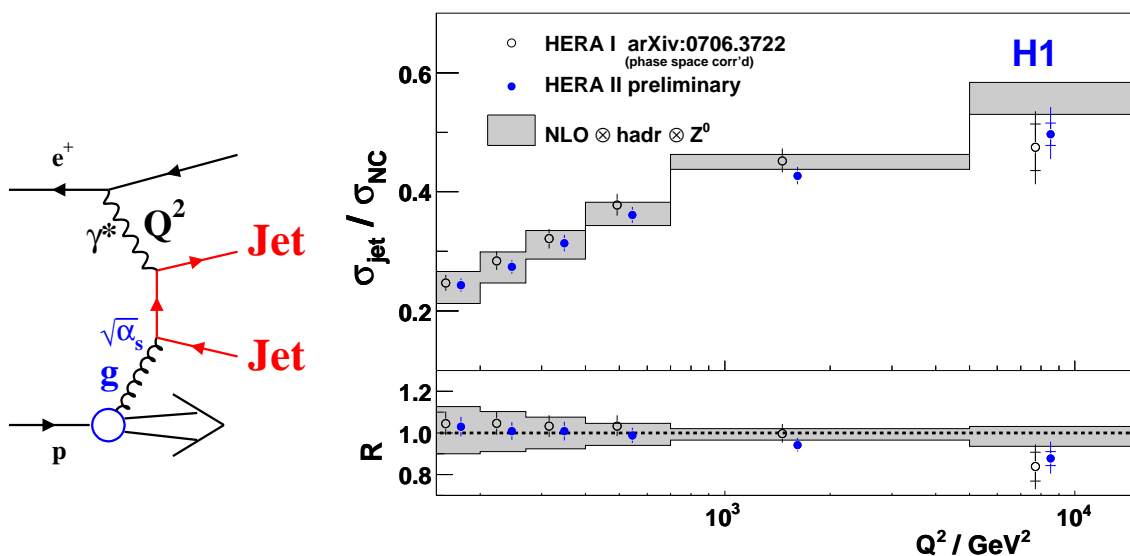 e+
γ* Q²
Jet
√αs
Jet
g
p
HERA I arXiv:0706.3722
(phase space corr'd)
HERA II preliminary
NLO ⊗ hadr ⊗ Z⁰
H1
σjet / σNC
0.6
0.4
0.2
R
1.2
1.0
0.8
10³
10⁴
Q² / GeV²